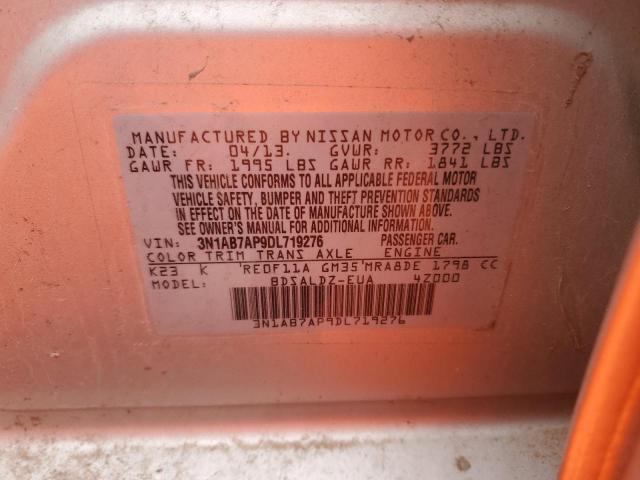 MANUFACTURED BY NISSAN MOTOR CO., LTD.
DATE: 04/13. GVWR: 3772 LBS
GAWR FR: 1995 LBS GAWR RR: 1841 LBS
THIS VEHICLE CONFORMS TO ALL APPLICABLE FEDERAL MOTOR
VEHICLE SAFETY, BUMPER AND THEFT PREVENTION STANDARDS
IN EFFECT ON THE DATE OF MANUFACTURE SHOWN ABOVE.
SEE OWNER'S MANUAL FOR ADDITIONAL INFORMATION.
VIN: 3N1AB7AP9DL719276 PASSENGER CAR.
COLOR TRIM TRANS AXLE ENGINE
K23 K RE0F11A GM35 MRA8DE 1798 CC
MODEL: BDSALDZ-EUA 4Z000
3N1AB7AP9DL719276